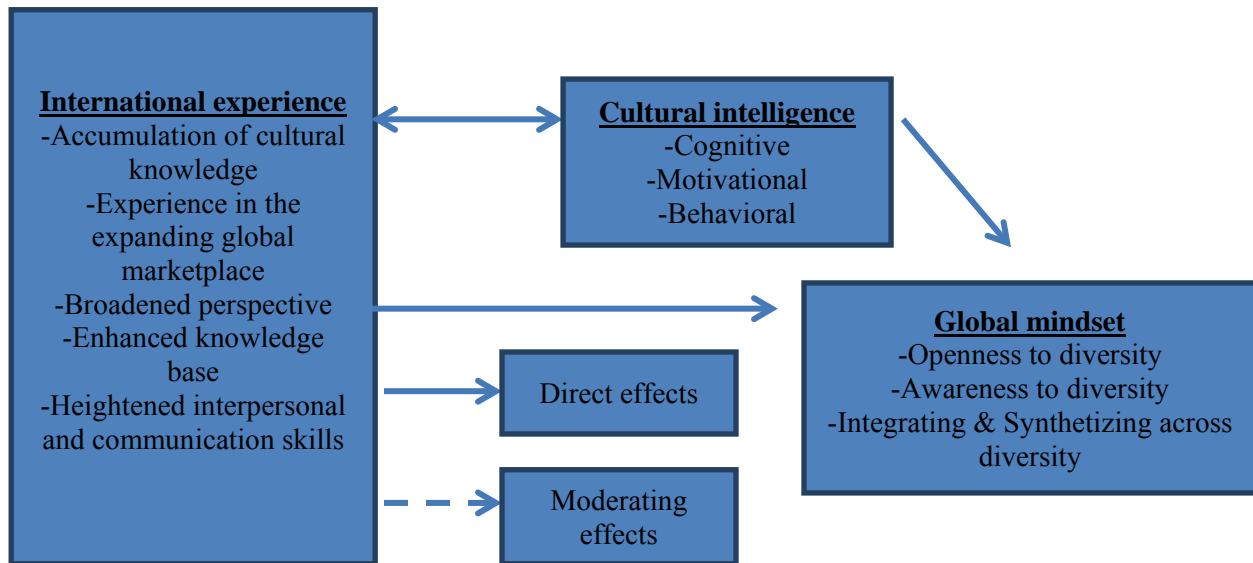 International experience
-Accumulation of cultural
knowledge
-Experience in the
expanding global
marketplace
-Broadened perspective
-Enhanced knowledge
base
-Heightened interpersonal
and communication skills
Cultural intelligence
-Cognitive
-Motivational
-Behavioral
Global mindset
-Openness to diversity
-Awareness to diversity
-Integrating & Synthetizing across
diversity
Direct effects
Moderating
effects